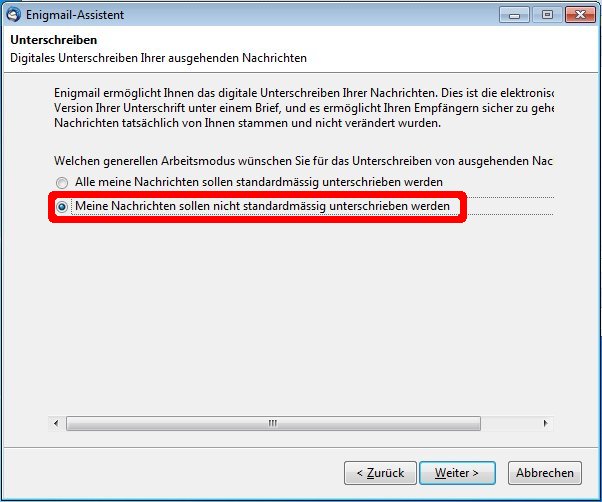 Enigmail-Assistent
Unterschreiben
Digitales Unterschreiben Ihrer ausgehenden Nachrichten
Enigmail ermöglicht Ihnen das digitale Unterschreiben Ihrer Nachrichten. Dies ist die elektronisc
Version Ihrer Unterschrift unter einem Brief, und es ermöglicht Ihren Empfängern sicher zu gehe
Nachrichten tatsächlich von Ihnen stammen und nicht verändert wurden.
Welchen generellen Arbeitsmodus wünschen Sie für das Unterschreiben von ausgehenden Nac
Alle meine Nachrichten sollen standardmässig unterschrieben werden
Meine Nachrichten sollen nicht standardmässig unterschrieben werden
< Zurück Weiter > Abbrechen